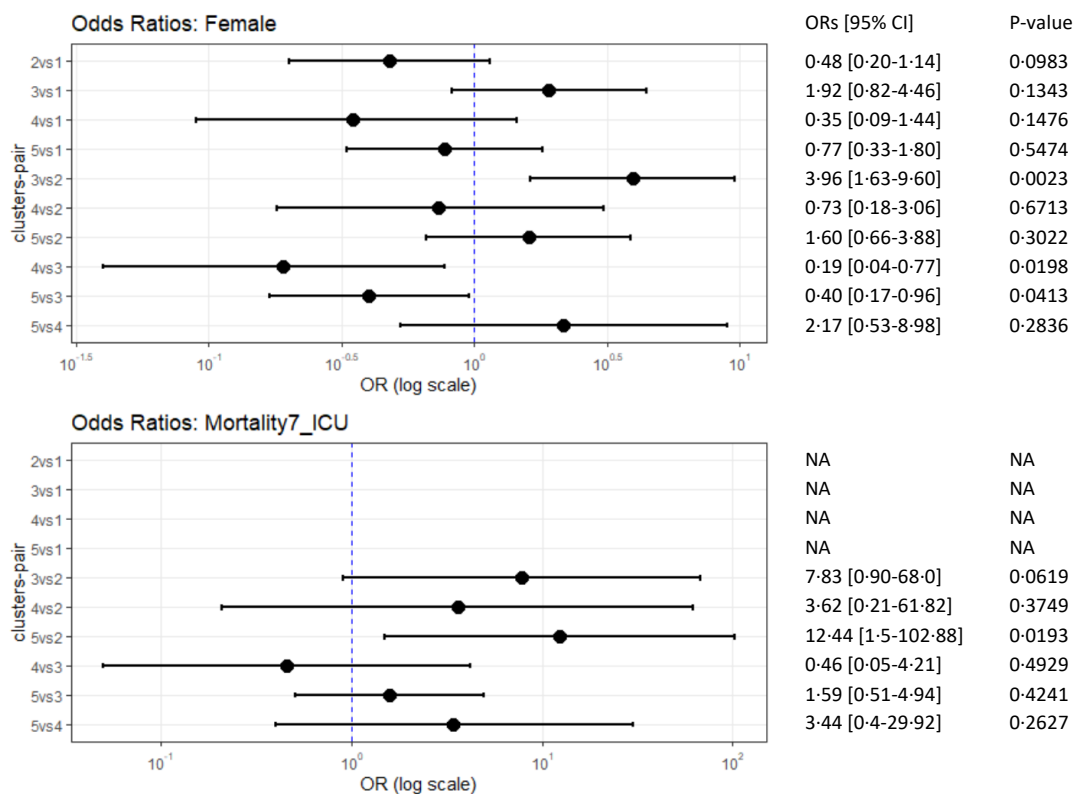 Odds Ratios: Female
ORs [95% CI] P-value
clusters-pair
2vs1 0·48 [0·20-1·14] 0·0983
3vs1 1·92 [0·82-4·46] 0·1343
4vs1 0·35 [0·09-1·44] 0·1476
5vs1 0·77 [0·33-1·80] 0·5474
3vs2 3·96 [1·63-9·60] 0·0023
4vs2 0·73 [0·18-3·06] 0·6713
5vs2 1·60 [0·66-3·88] 0·3022
4vs3 0·19 [0·04-0·77] 0·0198
5vs3 0·40 [0·17-0·96] 0·0413
5vs4 2·17 [0·53-8·98] 0·2836
10^-1.5 10^-1 10^-0.5 10^0 10^0.5 10^1
OR (log scale)
Odds Ratios: Mortality7_ICU
clusters-pair
2vs1 NA NA
3vs1 NA NA
4vs1 NA NA
5vs1 NA NA
3vs2 7·83 [0·90-68·0] 0·0619
4vs2 3·62 [0·21-61·82] 0·3749
5vs2 12·44 [1·5-102·88] 0·0193
4vs3 0·46 [0·05-4·21] 0·4929
5vs3 1·59 [0·51-4·94] 0·4241
5vs4 3·44 [0·4-29·92] 0·2627
10^-1 10^0 10^1 10^2
OR (log scale)